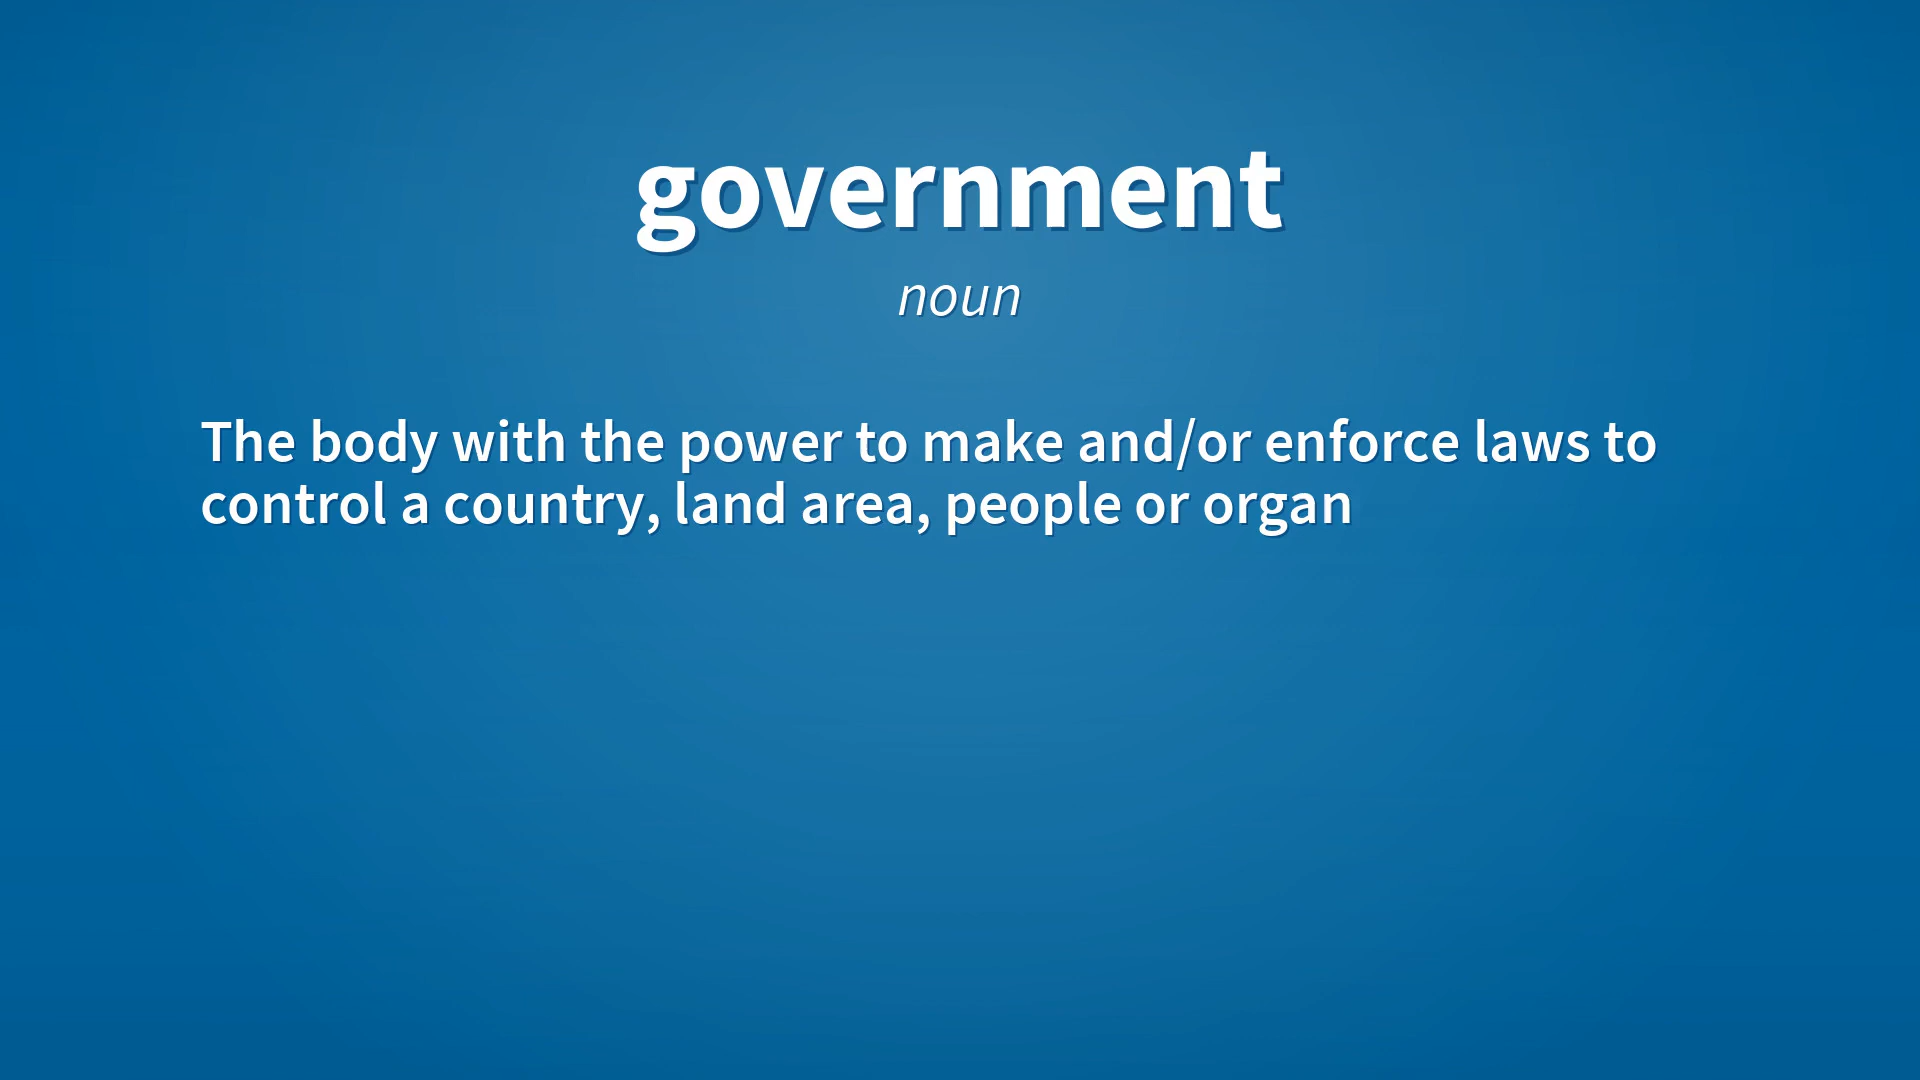 government
noun
The body with the power to make and/or enforce laws to
control a country, land area, people or organ